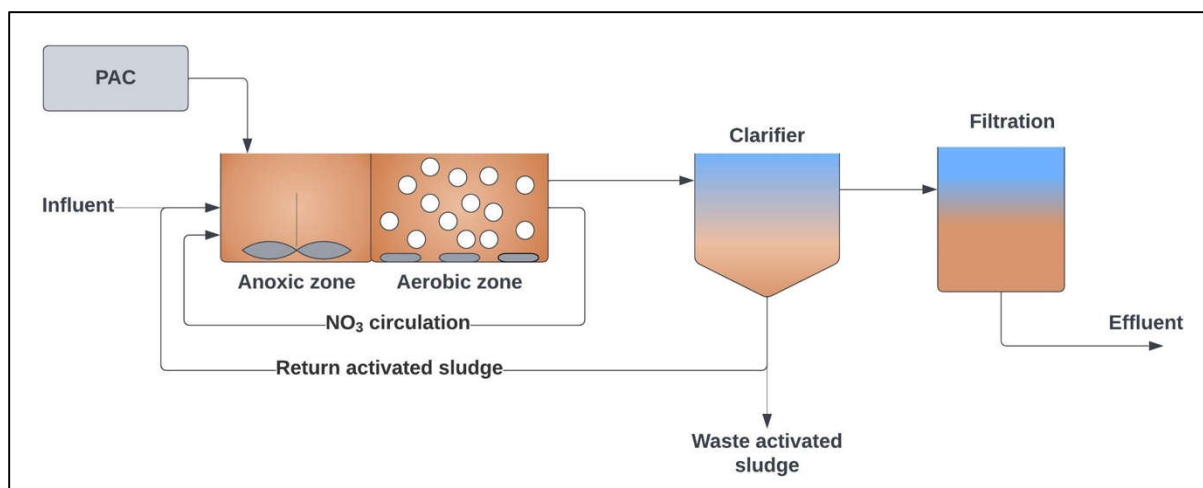 PAC
Clarifier
Filtration
Influent
Anoxic zone
Aerobic zone
NO₃ circulation
Return activated sludge
Effluent
Waste activated
sludge